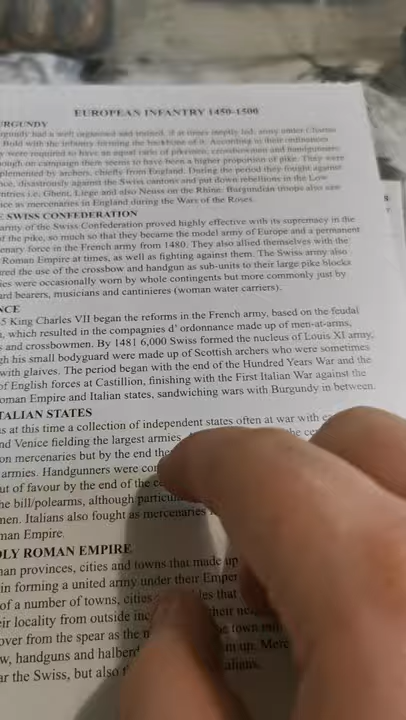 EUROPEAN INFANTRY 1450-1500
URGUNDY
rgundy had a well organised and trained, if at times ineptly led, army under Charles
Bold with the infantry forming the backbone of it. According to their ordinances
y were required to have an equal ratio of pikemen, crossbowmen and handgunners
hough on campaign there seems to have been a higher proportion of pike. They were
plemented by archers, chiefly from England. During the period they fought against
nce, disastrously against the Swiss cantons and put down rebellions in the Low
ntries i.e. Ghent, Liege and also Neuss on the Rhine. Burgundian troops also saw
ice as mercenaries in England during the Wars of the Roses.
E SWISS CONFEDERATION
army of the Swiss Confederation proved highly effective with its supremacy in the
of the pike, so much so that they became the model army of Europe and a permanent
enary force in the French army from 1480. They also allied themselves with the
Roman Empire at times, as well as fighting against them. The Swiss army also
red the use of the crossbow and handgun as sub-units to their large pike blocks
ies were occasionally worn by whole contingents but more commonly just by
rd bearers, musicians and cantinieres (woman water carriers).
NCE
5 King Charles VII began the reforms in the French army, based on the feudal
, which resulted in the compagnies d' ordonnance made up of men-at-arms,
s and crossbowmen. By 1481 6,000 Swiss formed the nucleus of Louis XI army,
gh his small bodyguard were made up of Scottish archers who were sometimes
with glaives. The period began with the end of the Hundred Years War and the
of English forces at Castillion, finishing with the First Italian War against the
oman Empire and Italian states, sandwiching wars with Burgundy in between.
TALIAN STATES
s at this time a collection of independent states often at war with
nd Venice fielding the largest armies.
on mercenaries but by the end the
armies. Handgunners were
ut of favour by the end of the
he bill/polearms, although
men. Italians also fought as mercenaries
man Empire.
OLY ROMAN EMPIRE
man provinces, cities and towns that made up
in forming a united army under their
of a number of towns, cities that
eir locality from outside their
over from the spear as the town
w, handguns and up.
ar the Swiss, but also